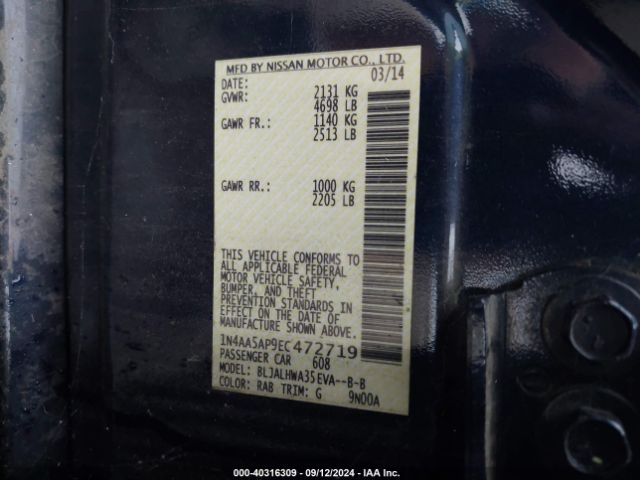 MFD BY NISSAN MOTOR CO., LTD.
DATE: 03/14
GVWR: 2131 KG
4698 LB
GAWR FR.: 1140 KG
2513 LB
GAWR RR.: 1000 KG
2205 LB
THIS VEHICLE CONFORMS TO
ALL APPLICABLE FEDERAL
MOTOR VEHICLE SAFETY,
BUMPER, AND THEFT
PREVENTION STANDARDS IN
EFFECT ON THE DATE OF
MANUFACTURE SHOWN ABOVE.
1N4AA5AP9EC472719
PASSENGER CAR 608
MODEL: BLJALHWA35EVA--B-B
COLOR: RAB TRIM: G 9N00A
000-40316309 - 09/12/2024 - IAA Inc.